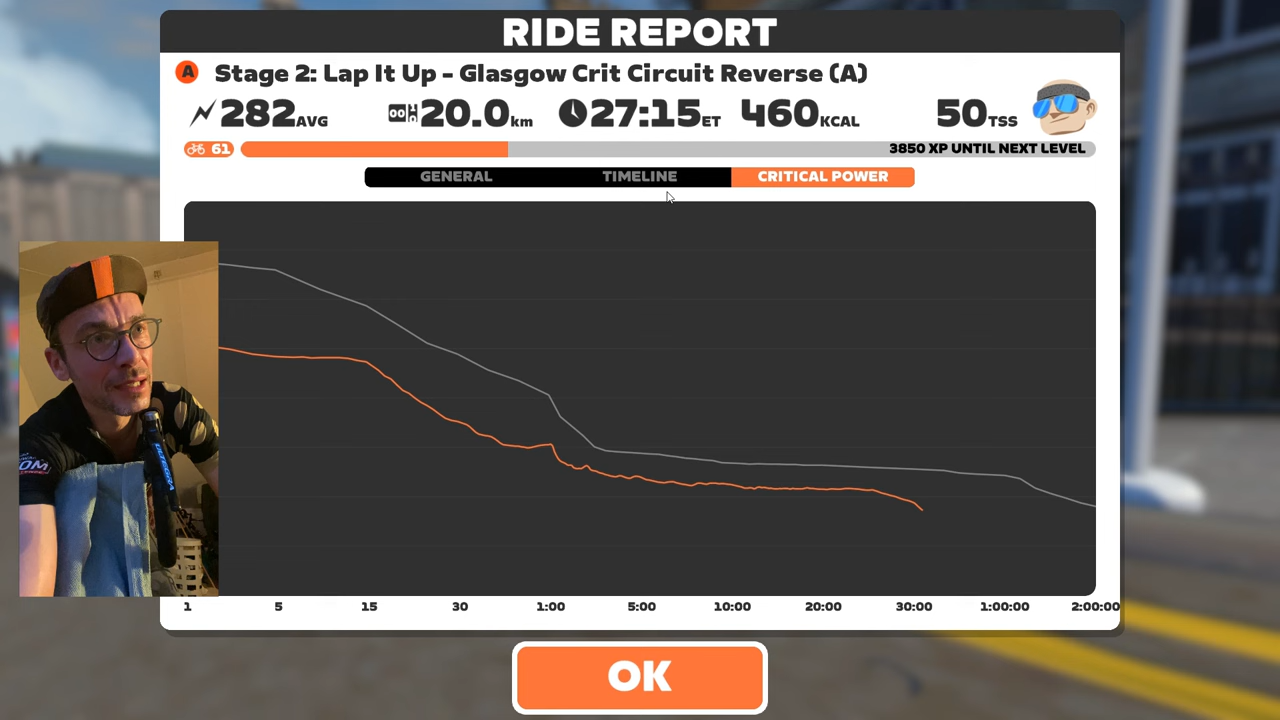 RIDE REPORT
A Stage 2: Lap It Up - Glasgow Crit Circuit Reverse (A)
282AVG 20.0km 27:15ET 460KCAL 50TSS
61 3850 XP UNTIL NEXT LEVEL
GENERAL TIMELINE CRITICAL POWER
OM
ULTEGRA
1 5 15 30 1:00 5:00 10:00 20:00 30:00 1:00:00 2:00:00
OK